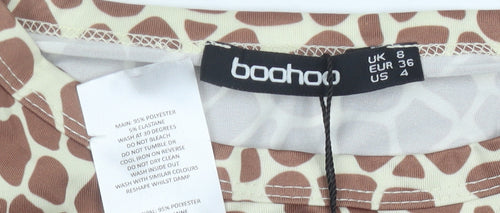 boohoo
UK 8
EUR 36
US 4
MAIN: 95% POLYESTER
5% ELASTANE
WASH AT 30 DEGREES
DO NOT BLEACH
DO NOT TUMBLE DR
COOL IRON ON REVERSE
DO NOT DRY CLEAN
WASH INSIDE OUT
WASH WITH SIMILAR COLOURS
RESHAPE WHILST DAMP